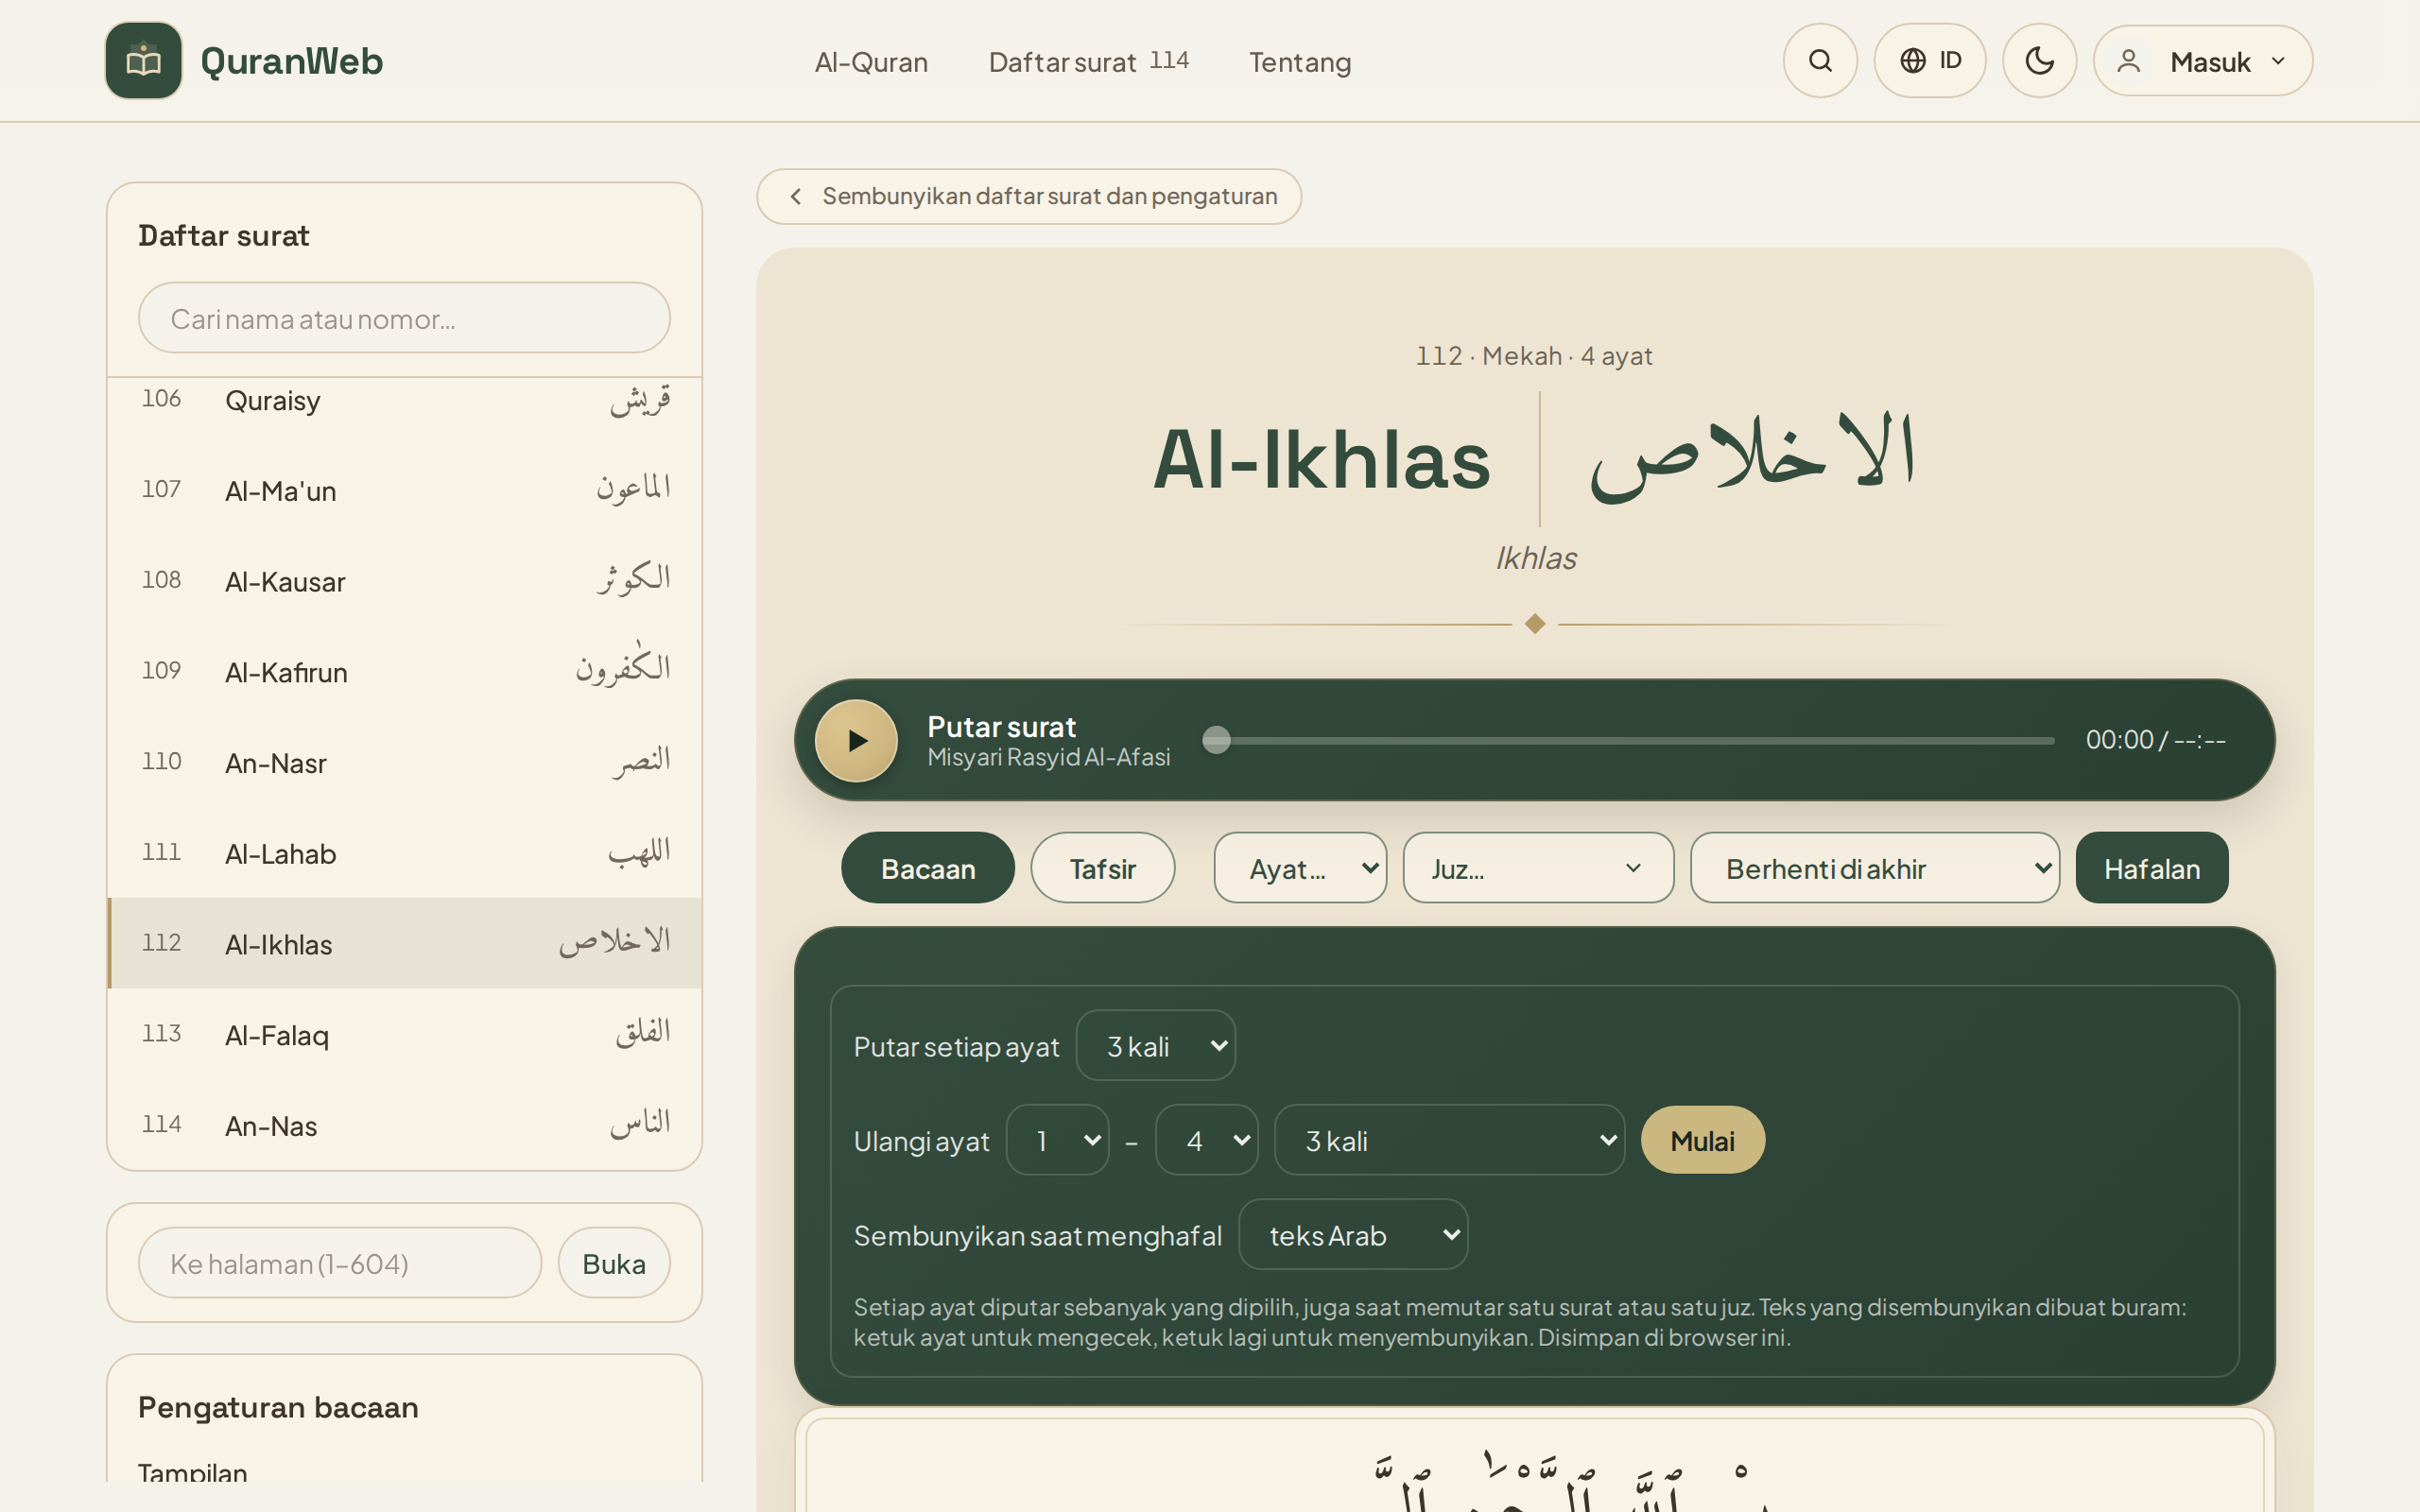 QuranWeb
Al-Quran Daftar surat 114 Tentang
ID Masuk
Daftar surat
Cari nama atau nomor...
106 Quraisy قريش
107 Al-Ma'un الماعون
108 Al-Kausar الكوثر
109 Al-Kafirun الكٰفرون
110 An-Nasr النصر
111 Al-Lahab اللهب
112 Al-Ikhlas الاخلاص
113 Al-Falaq الفلق
114 An-Nas الناس
Ke halaman (1-604) Buka
Pengaturan bacaan
Tampilan
Sembunyikan daftar surat dan pengaturan
112 · Mekah · 4 ayat
Al-Ikhlas الاخلاص
Ikhlas
Putar surat
Misyari Rasyid Al-Afasi
00:00 / --:--
Bacaan Tafsir Ayat... Juz... Berhenti di akhir Hafalan
Putar setiap ayat 3 kali
Ulangi ayat 1 - 4 3 kali Mulai
Sembunyikan saat menghafal teks Arab
Setiap ayat diputar sebanyak yang dipilih, juga saat memutar satu surat atau satu juz. Teks yang disembunyikan dibuat buram:
ketuk ayat untuk mengecek, ketuk lagi untuk menyembunyikan. Disimpan di browser ini.